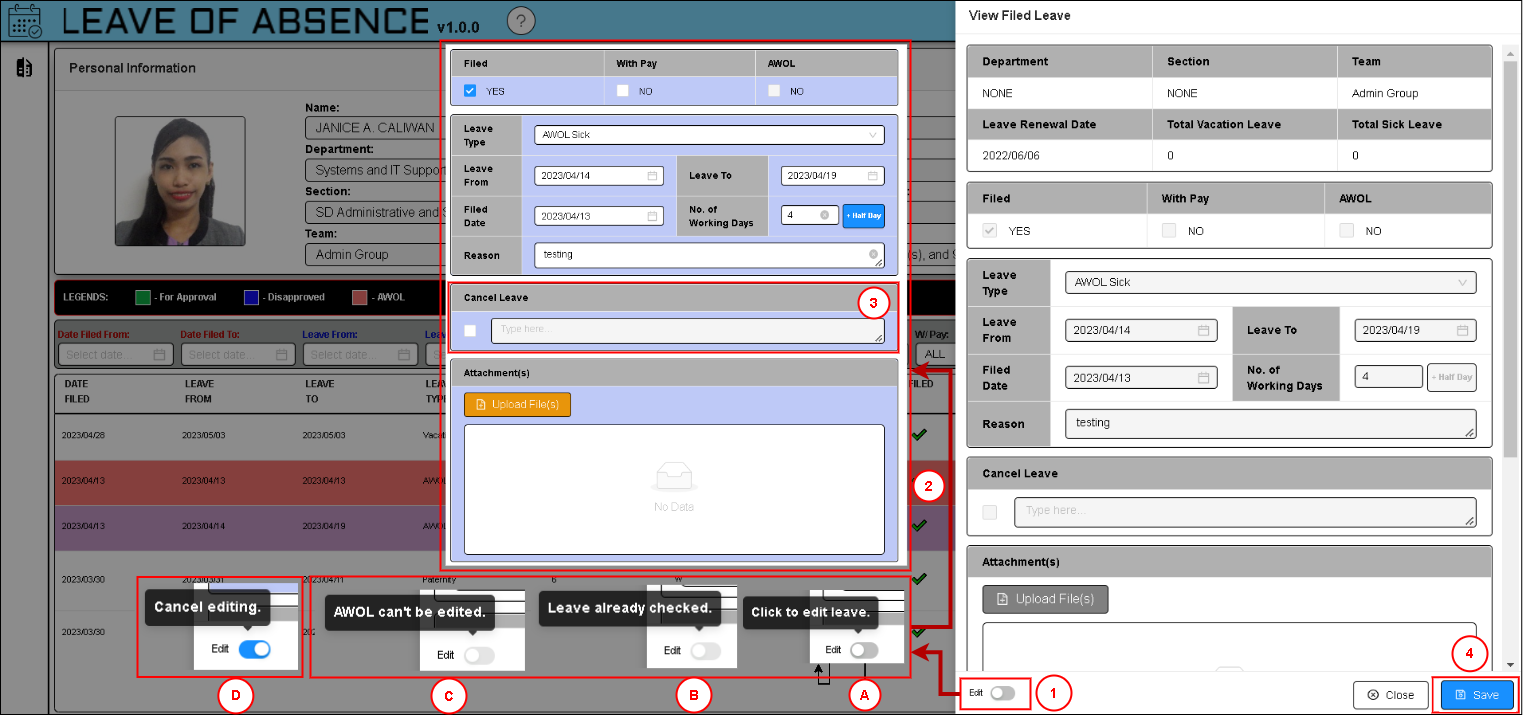 LEAVE OF ABSENCE v1.0.0
?
Personal Information
Name:
JANICE A. CALIWAN
Department:
Systems and IT Suppor
Section:
SD Administrative and S
Team:
Admin Group
(s), and 9
LEGENDS:
- For Approval
- Disapproved
- AWOL
Date Filed From:
Date Filed To:
Leave From:
W/ Pay:
Select date...
Select date...
Select date...
ALL
DATE FILED
LEAVE FROM
LEAVE TO
FILED
2023/04/28
2023/05/03
2023/05/03
2023/04/13
2023/04/13
2023/04/13
2023/04/13
2023/04/14
2023/04/19
2023/03/30
2023/03/31
2023/04/11
Paternity
6
2023/03/30
Filed
With Pay
AWOL
YES
NO
NO
Leave Type
AWOL Sick
Leave From
2023/04/14
Leave To
2023/04/19
Filed Date
2023/04/13
No. of Working Days
4
+ Half Day
Reason
testing
Cancel Leave
3
Type here...
Attachment(s)
Upload File(s)
No Data
2
Cancel editing.
Edit
D
AWOL can't be edited.
Edit
C
Leave already checked.
Edit
B
Click to edit leave.
Edit
A
View Filed Leave
Department
Section
Team
NONE
NONE
Admin Group
Leave Renewal Date
Total Vacation Leave
Total Sick Leave
2022/06/06
0
0
Filed
With Pay
AWOL
YES
NO
NO
Leave Type
AWOL Sick
Leave From
2023/04/14
Leave To
2023/04/19
Filed Date
2023/04/13
No. of Working Days
4
+ Half Day
Reason
testing
Cancel Leave
Type here...
Attachment(s)
Upload File(s)
4
Edit
1
Close
Save